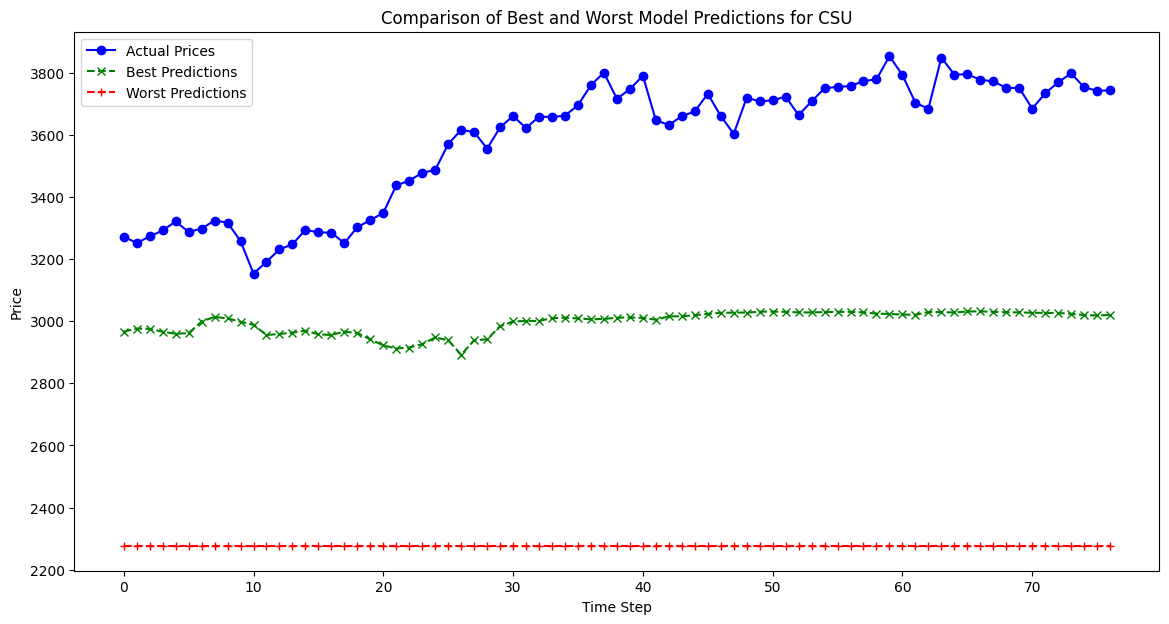 Comparison of Best and Worst Model Predictions for CSU
Actual Prices
Best Predictions
Worst Predictions
Price
3800
3600
3400
3200
3000
2800
2600
2400
2200
0 10 20 30 40 50 60 70
Time Step